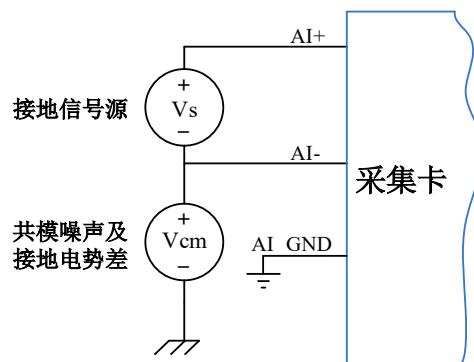 AI+
+
接地信号源
Vs
−
AI-
采集卡
+
共模噪声及
接地电势差
Vcm
−
AI GND